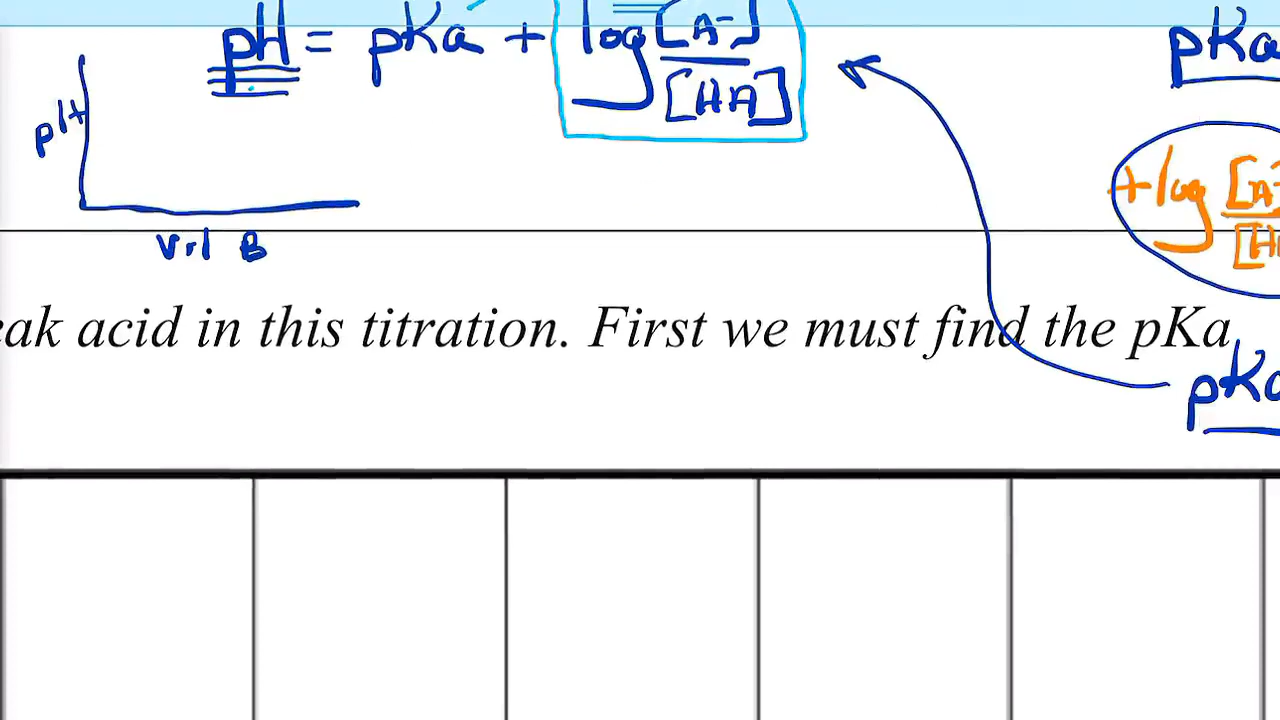 pH = pKa + log [A-]
[HA]
pKa
pH
+ log [A-
[H
Vol B
eak acid in this titration. First we must find the pKa
pKa